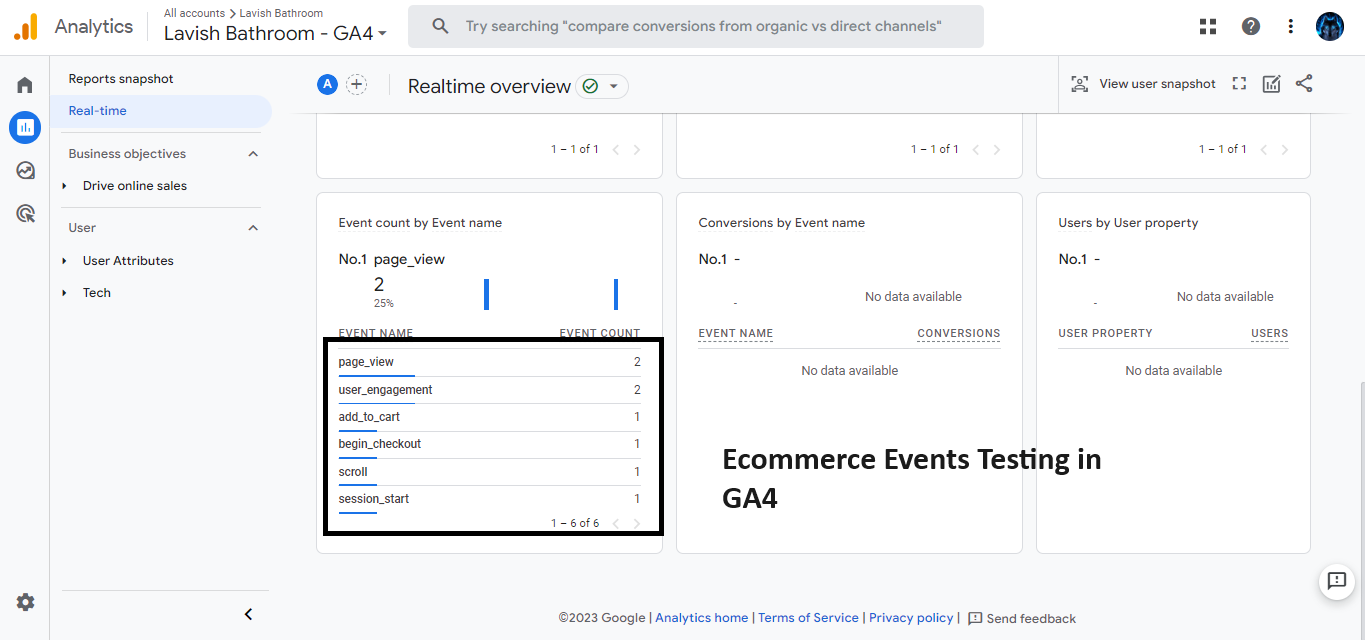 Analytics
All accounts > Lavish Bathroom
Lavish Bathroom - GA4
Try searching "compare conversions from organic vs direct channels"
Reports snapshot
Real-time
Business objectives
Drive online sales
User
User Attributes
Tech
A
Realtime overview
View user snapshot
1 – 1 of 1
1 – 1 of 1
1 – 1 of 1
Event count by Event name
No.1 page_view
2
25%
EVENT NAME EVENT COUNT
page_view 2
user_engagement 2
add_to_cart 1
begin_checkout 1
scroll 1
session_start 1
1 – 6 of 6
Conversions by Event name
No.1 -
-
No data available
EVENT NAME CONVERSIONS
No data available
Users by User property
No.1 -
-
No data available
USER PROPERTY USERS
No data available
Ecommerce Events Testing in
GA4
©2023 Google | Analytics home | Terms of Service | Privacy policy | Send feedback